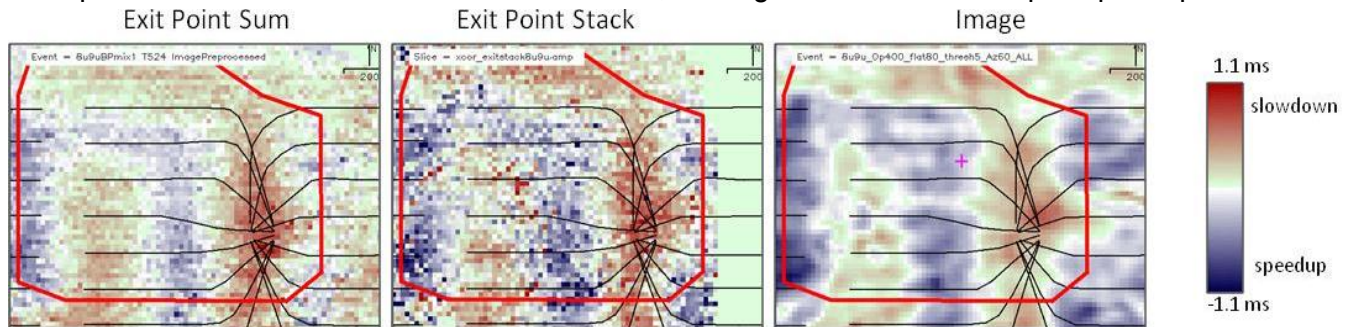 Exit Point Sum
Exit Point Stack
Image
Event = 8u9uBPmix1 T524 ImagePreprocessed
Slice = xcor_exitstack8u9u-amp
Event = 8u9u_Op400_flat80_thresh5_Az60_ALL
N
200
N
200
N
200
1.1 ms
slowdown
speedup
-1.1 ms